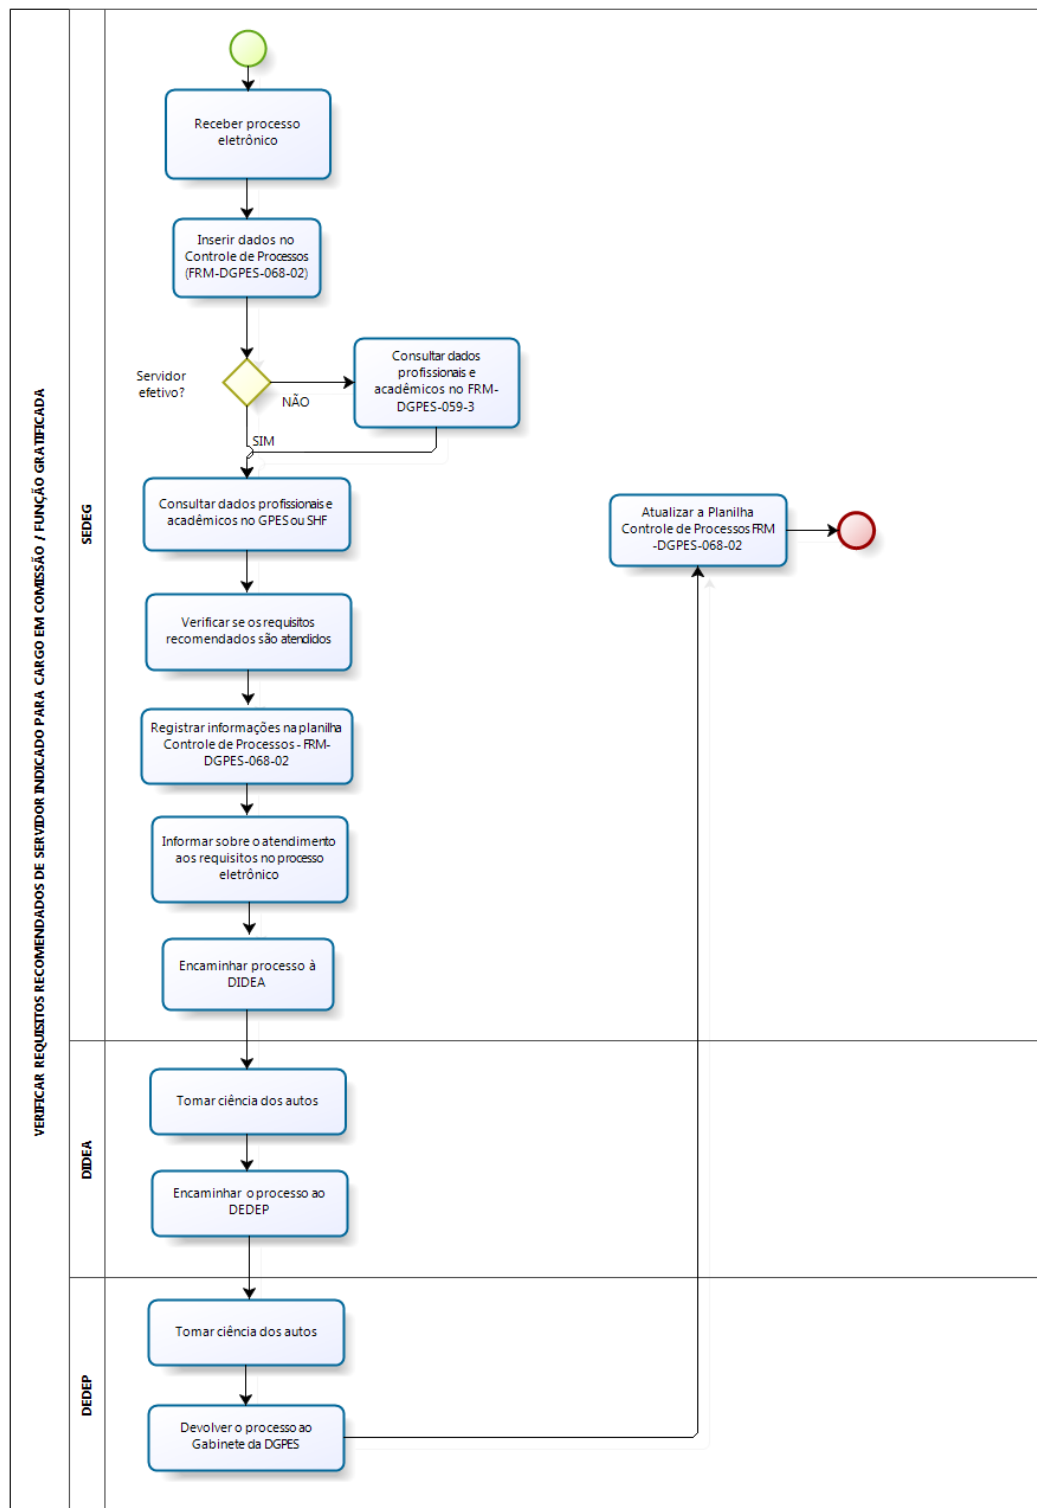 VERIFICAR REQUISITOS RECOMENDADOS DE SERVIDOR INDICADO PARA CARGO EM COMISSÃO / FUNÇÃO GRATIFICADA
SEDEG
Receber processo
eletrônico
Inserir dados no
Controle de Processos
(FRM-DGPES-068-02)
Servidor
efetivo?
NÃO
Consultar dados
profissionais e
acadêmicos no FRM-
DGPES-059-3
SIM
Consultar dados profissionais e
acadêmicos no GPES ou SHF
Verificar se os requisitos
recomendados são atendidos
Registrar informações na planilha
Controle de Processos - FRM-
DGPES-068-02
Informar sobre o atendimento
aos requisitos no processo
eletrônico
Encaminhar processo à
DIDEA
Atualizar a Planilha
Controle de Processos FRM
-DGPES-068-02
DIDEA
Tomar ciência dos autos
Encaminhar o processo ao
DEDEP
DEDEP
Tomar ciência dos autos
Devolver o processo ao
Gabinete da DGPES